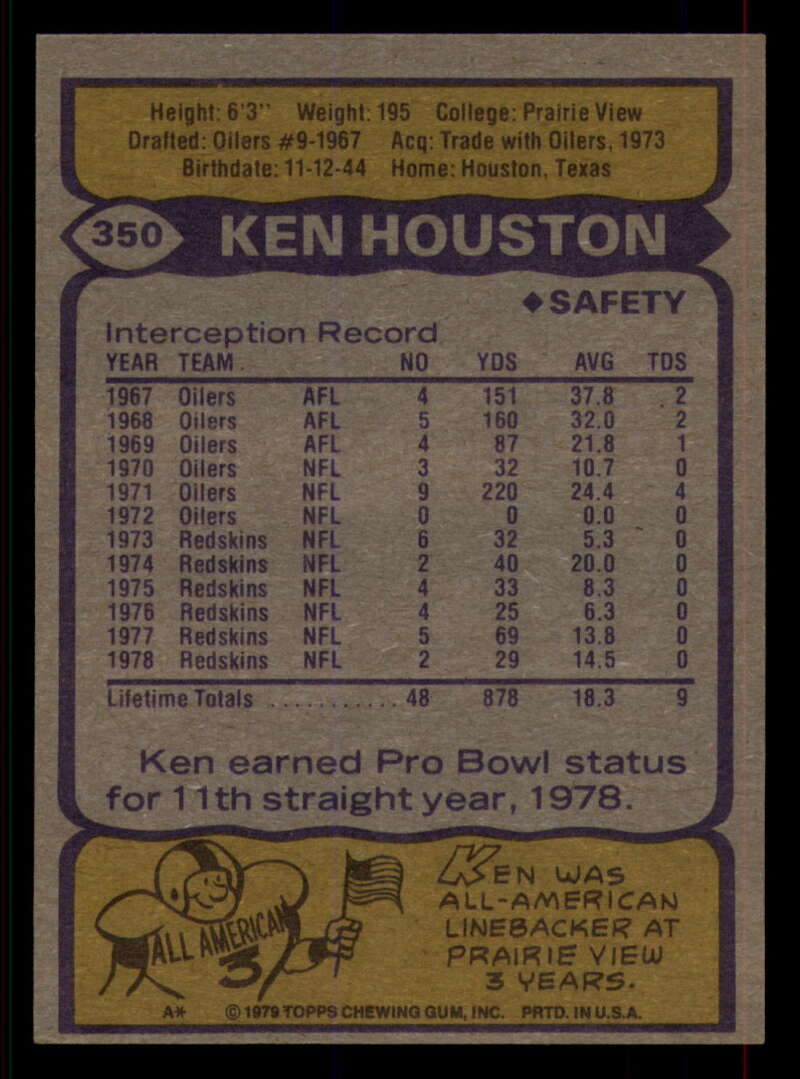 Height: 6'3" Weight: 195 College: Prairie View
Drafted: Oilers #9-1967 Acq: Trade with Oilers, 1973
Birthdate: 11-12-44 Home: Houston, Texas
350 KEN HOUSTON
◆SAFETY
Interception Record
YEAR TEAM NO YDS AVG TDS
1967 Oilers AFL 4 151 37.8 2
1968 Oilers AFL 5 160 32.0 2
1969 Oilers AFL 4 87 21.8 1
1970 Oilers NFL 3 32 10.7 0
1971 Oilers NFL 9 220 24.4 4
1972 Oilers NFL 0 0 0.0 0
1973 Redskins NFL 6 32 5.3 0
1974 Redskins NFL 2 40 20.0 0
1975 Redskins NFL 4 33 8.3 0
1976 Redskins NFL 4 25 6.3 0
1977 Redskins NFL 5 69 13.8 0
1978 Redskins NFL 2 29 14.5 0
Lifetime Totals ............ 48 878 18.3 9
Ken earned Pro Bowl status
for 11th straight year, 1978.
ALL AMERICAN
3
KEN WAS
ALL-AMERICAN
LINEBACKER AT
PRAIRIE VIEW
3 YEARS.
A* © 1979 TOPPS CHEWING GUM, INC. PRTD. IN U.S.A.